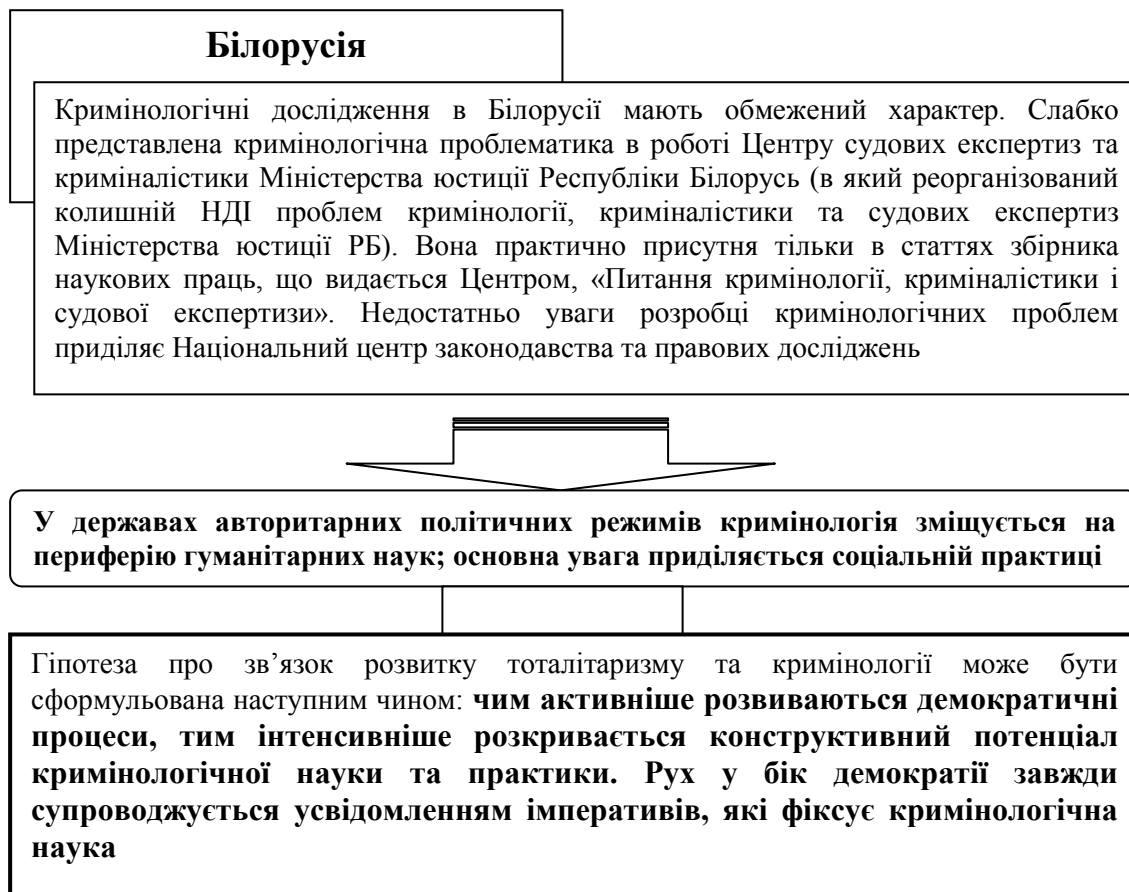 Білорусія
Кримінологічні дослідження в Білорусії мають обмежений характер. Слабко
представлена кримінологічна проблематика в роботі Центру судових експертиз та
криміналістики Міністерства юстиції Республіки Білорусь (в який реорганізований
колишній НДІ проблем кримінології, криміналістики та судових експертиз
Міністерства юстиції РБ). Вона практично присутня тільки в статтях збірника
наукових праць, що видається Центром, «Питання кримінології, криміналістики і
судової експертизи». Недостатньо уваги розробці кримінологічних проблем
приділяє Національний центр законодавства та правових досліджень
У державах авторитарних політичних режимів кримінологія зміщується на
периферію гуманітарних наук; основна увага приділяється соціальній практиці
Гіпотеза про зв’язок розвитку тоталітаризму та кримінології може бути
сформульована наступним чином: чим активніше розвиваються демократичні
процеси, тим інтенсивніше розкривається конструктивний потенціал
кримінологічної науки та практики. Рух у бік демократії завжди
супроводжується усвідомленням імперативів, які фіксує кримінологічна
наука